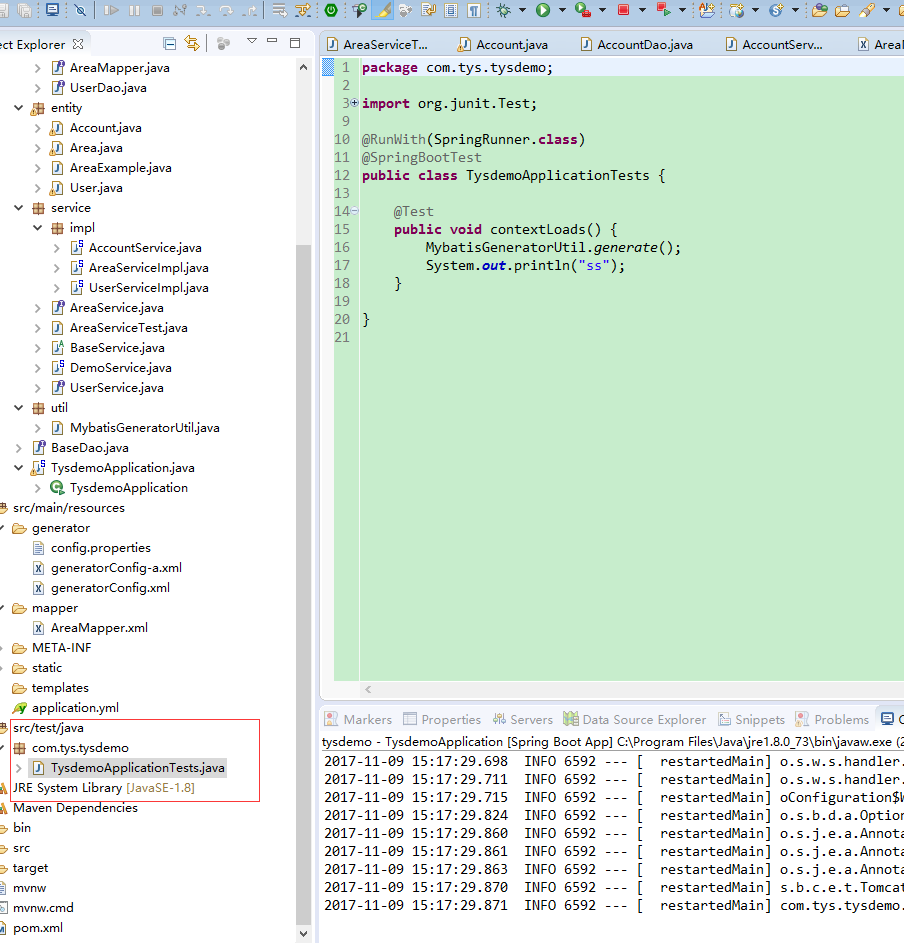 ect Explorer
AreaMapper.java
UserDao.java
entity
Account.java
Area.java
AreaExample.java
User.java
service
impl
AccountService.java
AreaServiceImpl.java
UserServiceImpl.java
AreaService.java
AreaServiceTest.java
BaseService.java
DemoService.java
UserService.java
util
MybatisGeneratorUtil.java
BaseDao.java
TysdemoApplication.java
TysdemoApplication
src/main/resources
generator
config.properties
generatorConfig-a.xml
generatorConfig.xml
mapper
AreaMapper.xml
META-INF
static
templates
application.yml
src/test/java
com.tys.tysdemo
TysdemoApplicationTests.java
JRE System Library [JavaSE-1.8]
Maven Dependencies
bin
src
target
mvnw
mvnw.cmd
pom.xml
AreaServiceT... Account.java AccountDao.java AccountServ... AreaI
1 package com.tys.tysdemo;
2
3 import org.junit.Test;
9
10 @RunWith(SpringRunner.class)
11 @SpringBootTest
12 public class TysdemoApplicationTests {
13
14 @Test
15 public void contextLoads() {
16 MybatisGeneratorUtil.generate();
17 System.out.println("ss");
18 }
19
20 }
21
Markers Properties Servers Data Source Explorer Snippets Problems C
tysdemo - TysdemoApplication [Spring Boot App] C:\Program Files\Java\jre1.8.0_73\bin\javaw.exe (2
2017-11-09 15:17:29.698 INFO 6592 --- [ restartedMain] o.s.w.s.handler.
2017-11-09 15:17:29.711 INFO 6592 --- [ restartedMain] o.s.w.s.handler.
2017-11-09 15:17:29.715 INFO 6592 --- [ restartedMain] oConfiguration$W
2017-11-09 15:17:29.824 INFO 6592 --- [ restartedMain] o.s.b.d.a.Option
2017-11-09 15:17:29.860 INFO 6592 --- [ restartedMain] o.s.j.e.a.Annota
2017-11-09 15:17:29.861 INFO 6592 --- [ restartedMain] o.s.j.e.a.Annota
2017-11-09 15:17:29.863 INFO 6592 --- [ restartedMain] o.s.j.e.a.Annota
2017-11-09 15:17:29.870 INFO 6592 --- [ restartedMain] s.b.c.e.t.Tomcat
2017-11-09 15:17:29.871 INFO 6592 --- [ restartedMain] com.tys.tysdemo.